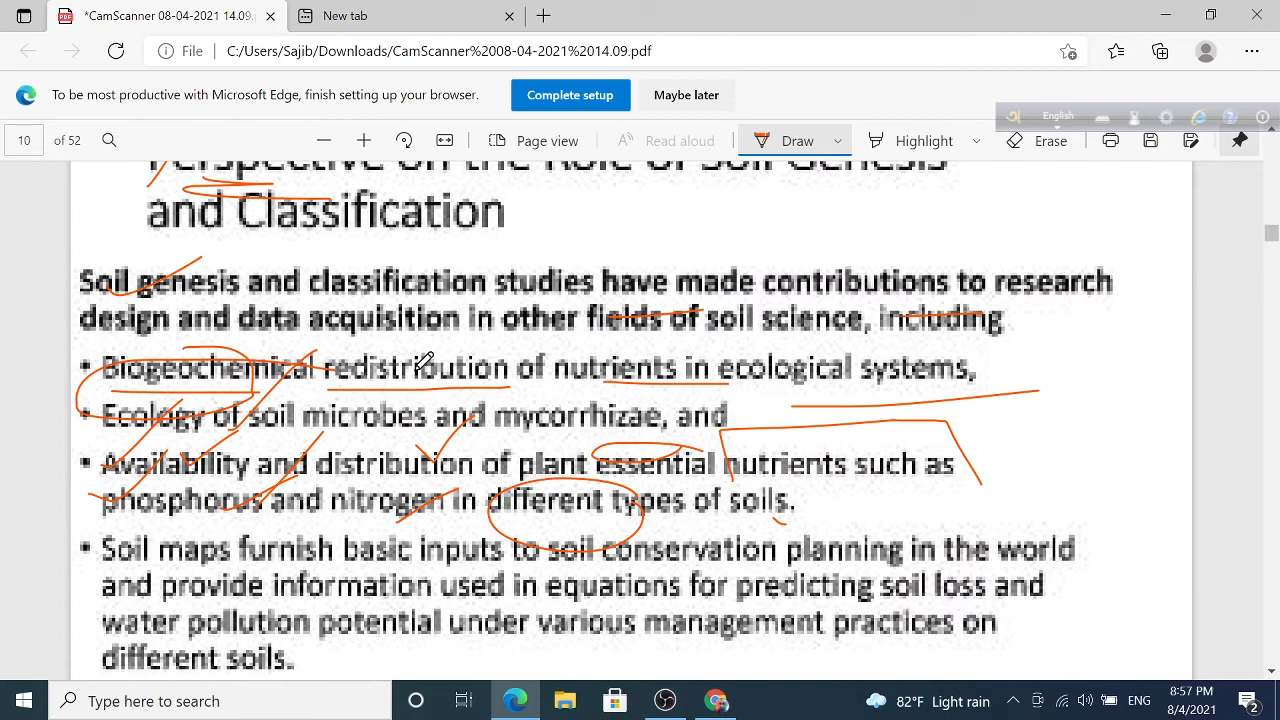 *CamScanner 08-04-2021 14.09.
New tab
File
C:/Users/Sajib/Downloads/CamScanner%2008-04-2021%2014.09.pdf
To be most productive with Microsoft Edge, finish setting up your browser.
Complete setup
Maybe later
English
10 of 52
Page view
Read aloud
Draw
Highlight
Erase
Perspective on the Role of Soil Genesis
and Classification
Soil genesis and classification studies have made contributions to research
design and data acquisition in other fields of soil science, including
• Biogeochemical redistribution of nutrients in ecological systems,
• Ecology of soil microbes and mycorrhizae, and
• Availability and distribution of plant essential nutrients such as
phosphorus and nitrogen in different types of soils.
• Soil maps furnish basic inputs to soil conservation planning in the world
and provide information used in equations for predicting soil loss and
water pollution potential under various management practices on
different soils.
Type here to search
82°F Light rain
ENG
8:57 PM
8/4/2021
2